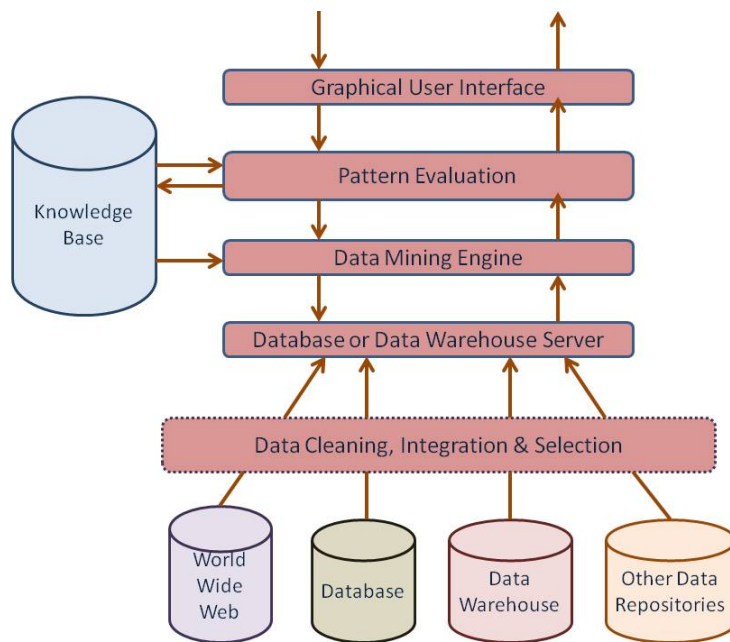 Graphical User Interface
Pattern Evaluation
Knowledge
Base
Data Mining Engine
Database or Data Warehouse Server
Data Cleaning, Integration & Selection
World
Wide
Web
Database
Data
Warehouse
Other Data
Repositories